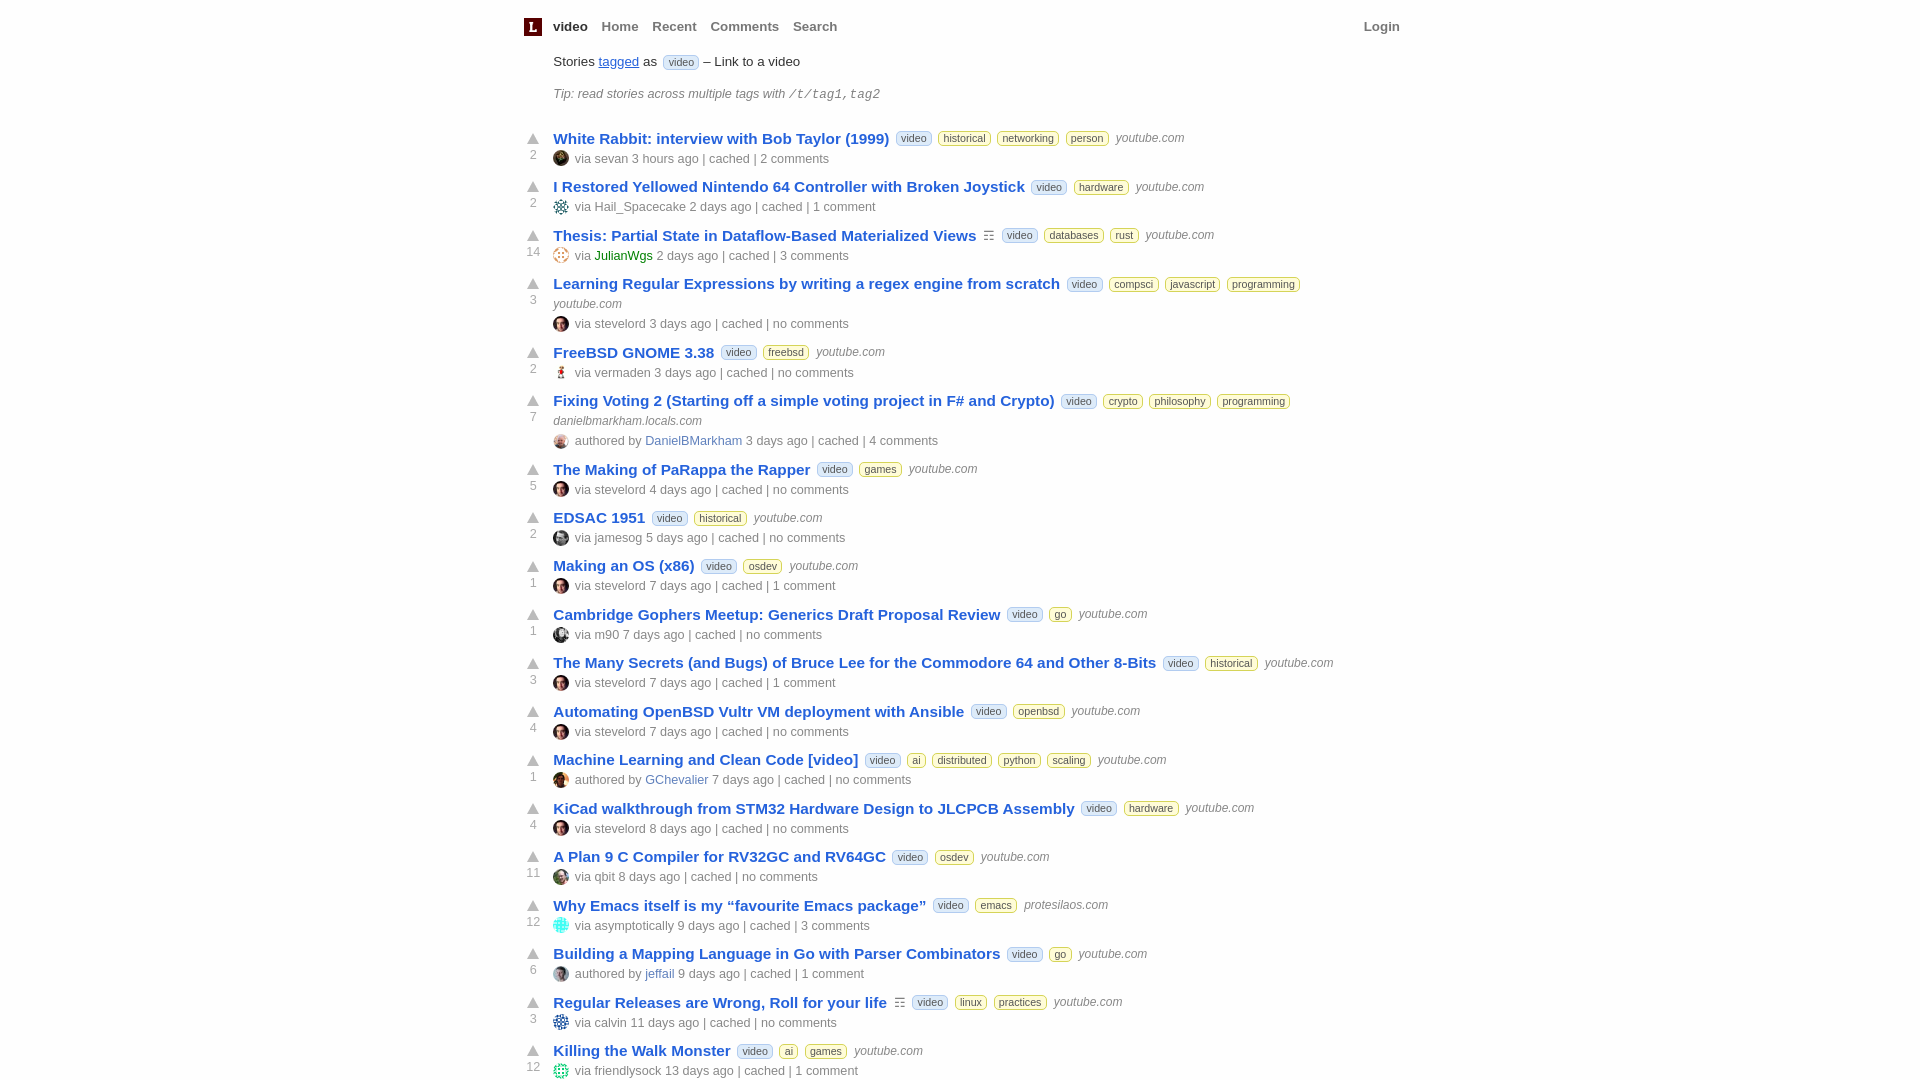 L video Home Recent Comments Search Login
Stories tagged as video – Link to a video
Tip: read stories across multiple tags with /t/tag1,tag2
White Rabbit: interview with Bob Taylor (1999) video historical networking person youtube.com
2 via sevan 3 hours ago | cached | 2 comments
I Restored Yellowed Nintendo 64 Controller with Broken Joystick video hardware youtube.com
2 via Hail_Spacecake 2 days ago | cached | 1 comment
Thesis: Partial State in Dataflow-Based Materialized Views ☶ video databases rust youtube.com
14 via JulianWgs 2 days ago | cached | 3 comments
Learning Regular Expressions by writing a regex engine from scratch video compsci javascript programming
3 youtube.com
via stevelord 3 days ago | cached | no comments
FreeBSD GNOME 3.38 video freebsd youtube.com
2 via vermaden 3 days ago | cached | no comments
Fixing Voting 2 (Starting off a simple voting project in F# and Crypto) video crypto philosophy programming
7 danielbmarkham.locals.com
authored by DanielBMarkham 3 days ago | cached | 4 comments
The Making of PaRappa the Rapper video games youtube.com
5 via stevelord 4 days ago | cached | no comments
EDSAC 1951 video historical youtube.com
2 via jamesog 5 days ago | cached | no comments
Making an OS (x86) video osdev youtube.com
1 via stevelord 7 days ago | cached | 1 comment
Cambridge Gophers Meetup: Generics Draft Proposal Review video go youtube.com
1 via m90 7 days ago | cached | no comments
The Many Secrets (and Bugs) of Bruce Lee for the Commodore 64 and Other 8-Bits video historical youtube.com
3 via stevelord 7 days ago | cached | 1 comment
Automating OpenBSD Vultr VM deployment with Ansible video openbsd youtube.com
4 via stevelord 7 days ago | cached | no comments
Machine Learning and Clean Code [video] video ai distributed python scaling youtube.com
1 authored by GChevalier 7 days ago | cached | no comments
KiCad walkthrough from STM32 Hardware Design to JLCPCB Assembly video hardware youtube.com
4 via stevelord 8 days ago | cached | no comments
A Plan 9 C Compiler for RV32GC and RV64GC video osdev youtube.com
11 via qbit 8 days ago | cached | no comments
Why Emacs itself is my “favourite Emacs package” video emacs protesilaos.com
12 via asymptotically 9 days ago | cached | 3 comments
Building a Mapping Language in Go with Parser Combinators video go youtube.com
6 authored by jeffail 9 days ago | cached | 1 comment
Regular Releases are Wrong, Roll for your life ☶ video linux practices youtube.com
3 via calvin 11 days ago | cached | no comments
Killing the Walk Monster video ai games youtube.com
12 via friendlysock 13 days ago | cached | 1 comment